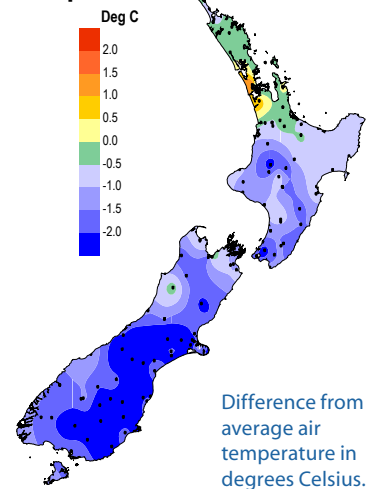 Deg C
2.0
1.5
1.0
0.5
0.0
-0.5
-1.0
-1.5
-2.0
Difference from
average air
temperature in
degrees Celsius.